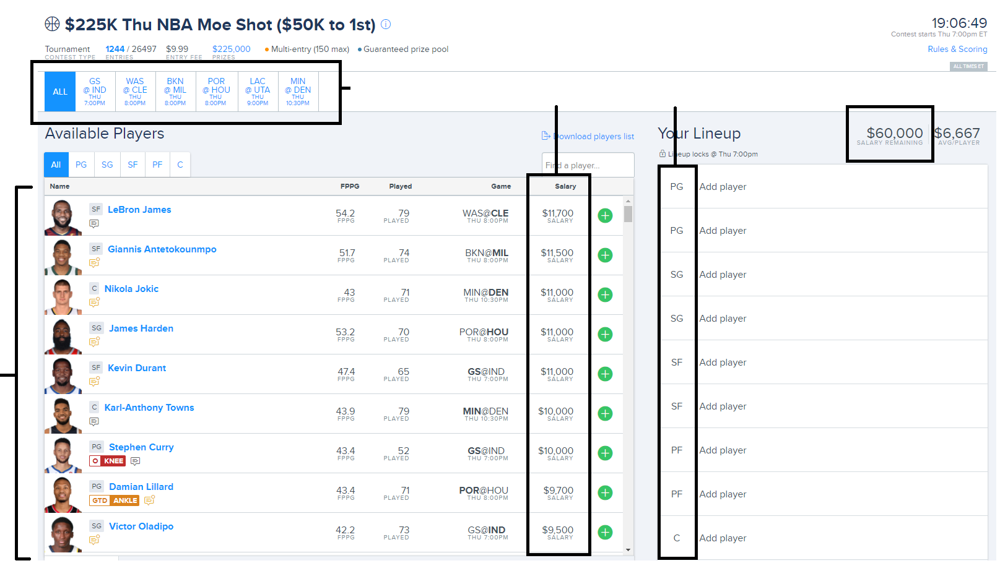 $225K Thu NBA Moe Shot ($50K to 1st)
19:06:49
Contest starts Thu 7:00pm ET
Tournament 1244 / 26497 $9.99 $225,000 Multi-entry (150 max) Guaranteed prize pool
CONTEST TYPE ENTRIES ENTRY FEE PRIZES
Rules & Scoring
ALL TIMES ET
ALL
GS
@ IND
THU
7:00PM
WAS
@ CLE
THU
8:00PM
BKN
@ MIL
THU
8:00PM
POR
@ HOU
THU
8:00PM
LAC
@ UTA
THU
9:00PM
MIN
@ DEN
THU
10:30PM
Available Players
Download players list
All PG SG SF PF C
Find a player...
Name FPPG Played Game Salary
SF LeBron James 54.2 79 WAS@CLE $11,700
FPPG PLAYED THU 8:00PM SALARY
SF Giannis Antetokounmpo 51.7 74 BKN@MIL $11,500
FPPG PLAYED THU 8:00PM SALARY
C Nikola Jokic 43 71 MIN@DEN $11,000
FPPG PLAYED THU 10:30PM SALARY
SG James Harden 53.2 70 POR@HOU $11,000
FPPG PLAYED THU 8:00PM SALARY
SF Kevin Durant 47.4 65 GS@IND $11,000
FPPG PLAYED THU 7:00PM SALARY
C Karl-Anthony Towns 43.9 79 MIN@DEN $10,000
FPPG PLAYED THU 10:30PM SALARY
PG Stephen Curry 43.4 52 GS@IND $10,000
O KNEE FPPG PLAYED THU 7:00PM SALARY
PG Damian Lillard 43.4 71 POR@HOU $9,700
GTD ANKLE FPPG PLAYED THU 8:00PM SALARY
SG Victor Oladipo 42.2 73 GS@IND $9,500
FPPG PLAYED THU 7:00PM SALARY
Your Lineup
$60,000 $6,667
SALARY REMAINING AVG/PLAYER
Lineup locks @ Thu 7:00pm
PG Add player
PG Add player
SG Add player
SG Add player
SF Add player
SF Add player
PF Add player
PF Add player
C Add player